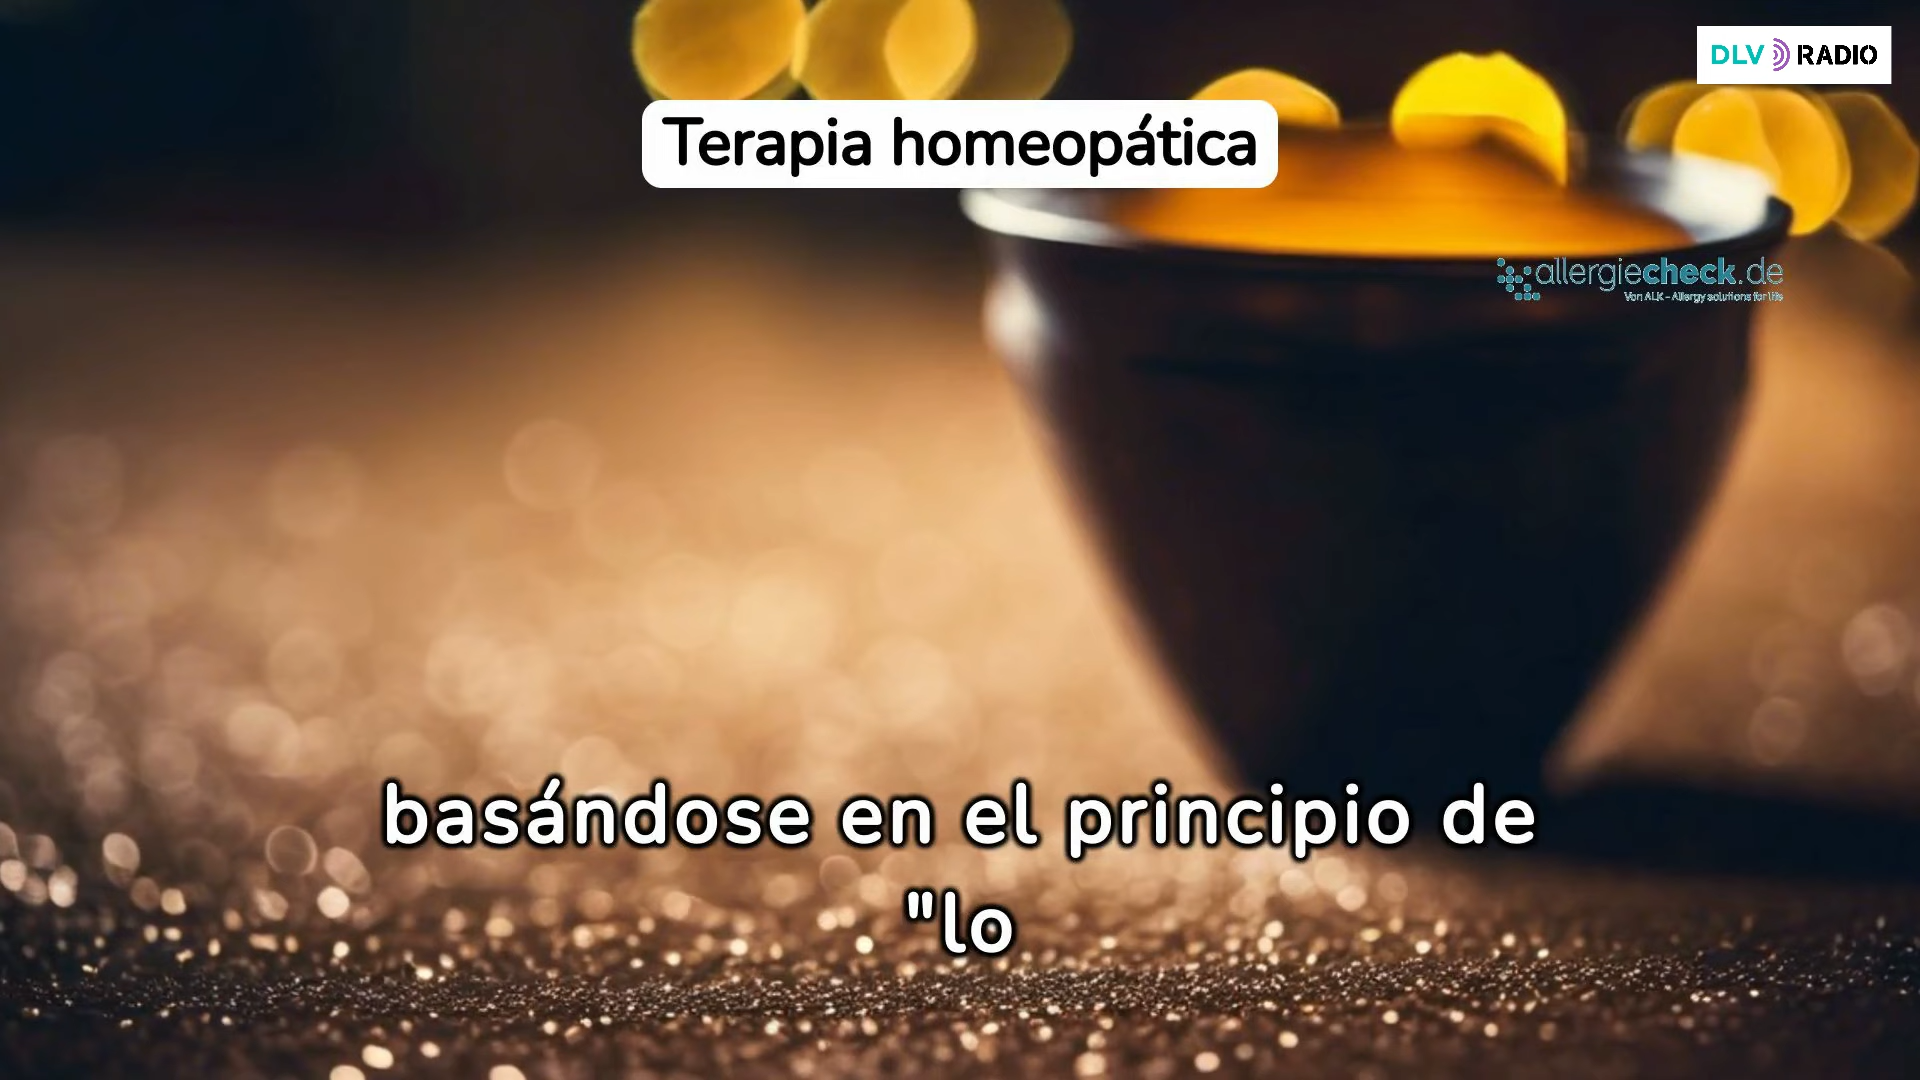 DLV RADIO
Terapia homeopática
allergiecheck.de
Von ALK - Allergy solutions for life
basándose en el principio de
"lo